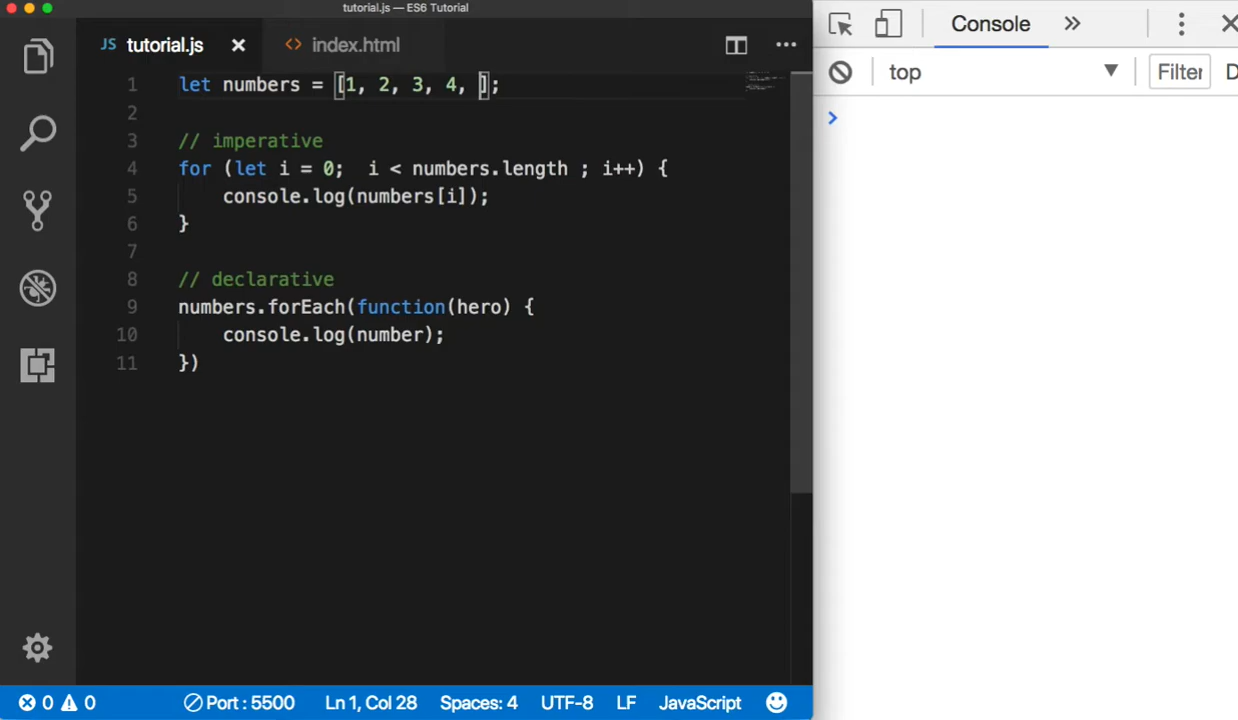 tutorial.js — ES6 Tutorial
JS tutorial.js × <> index.html
Console »
top ▼ Filter D
1 let numbers = [1, 2, 3, 4, ];
2
3 // imperative
4 for (let i = 0;  i < numbers.length ; i++) {
5     console.log(numbers[i]);
6 }
7
8 // declarative
9 numbers.forEach(function(hero) {
10     console.log(number);
11 })
>
0 0 Port : 5500 Ln 1, Col 28 Spaces: 4 UTF-8 LF JavaScript